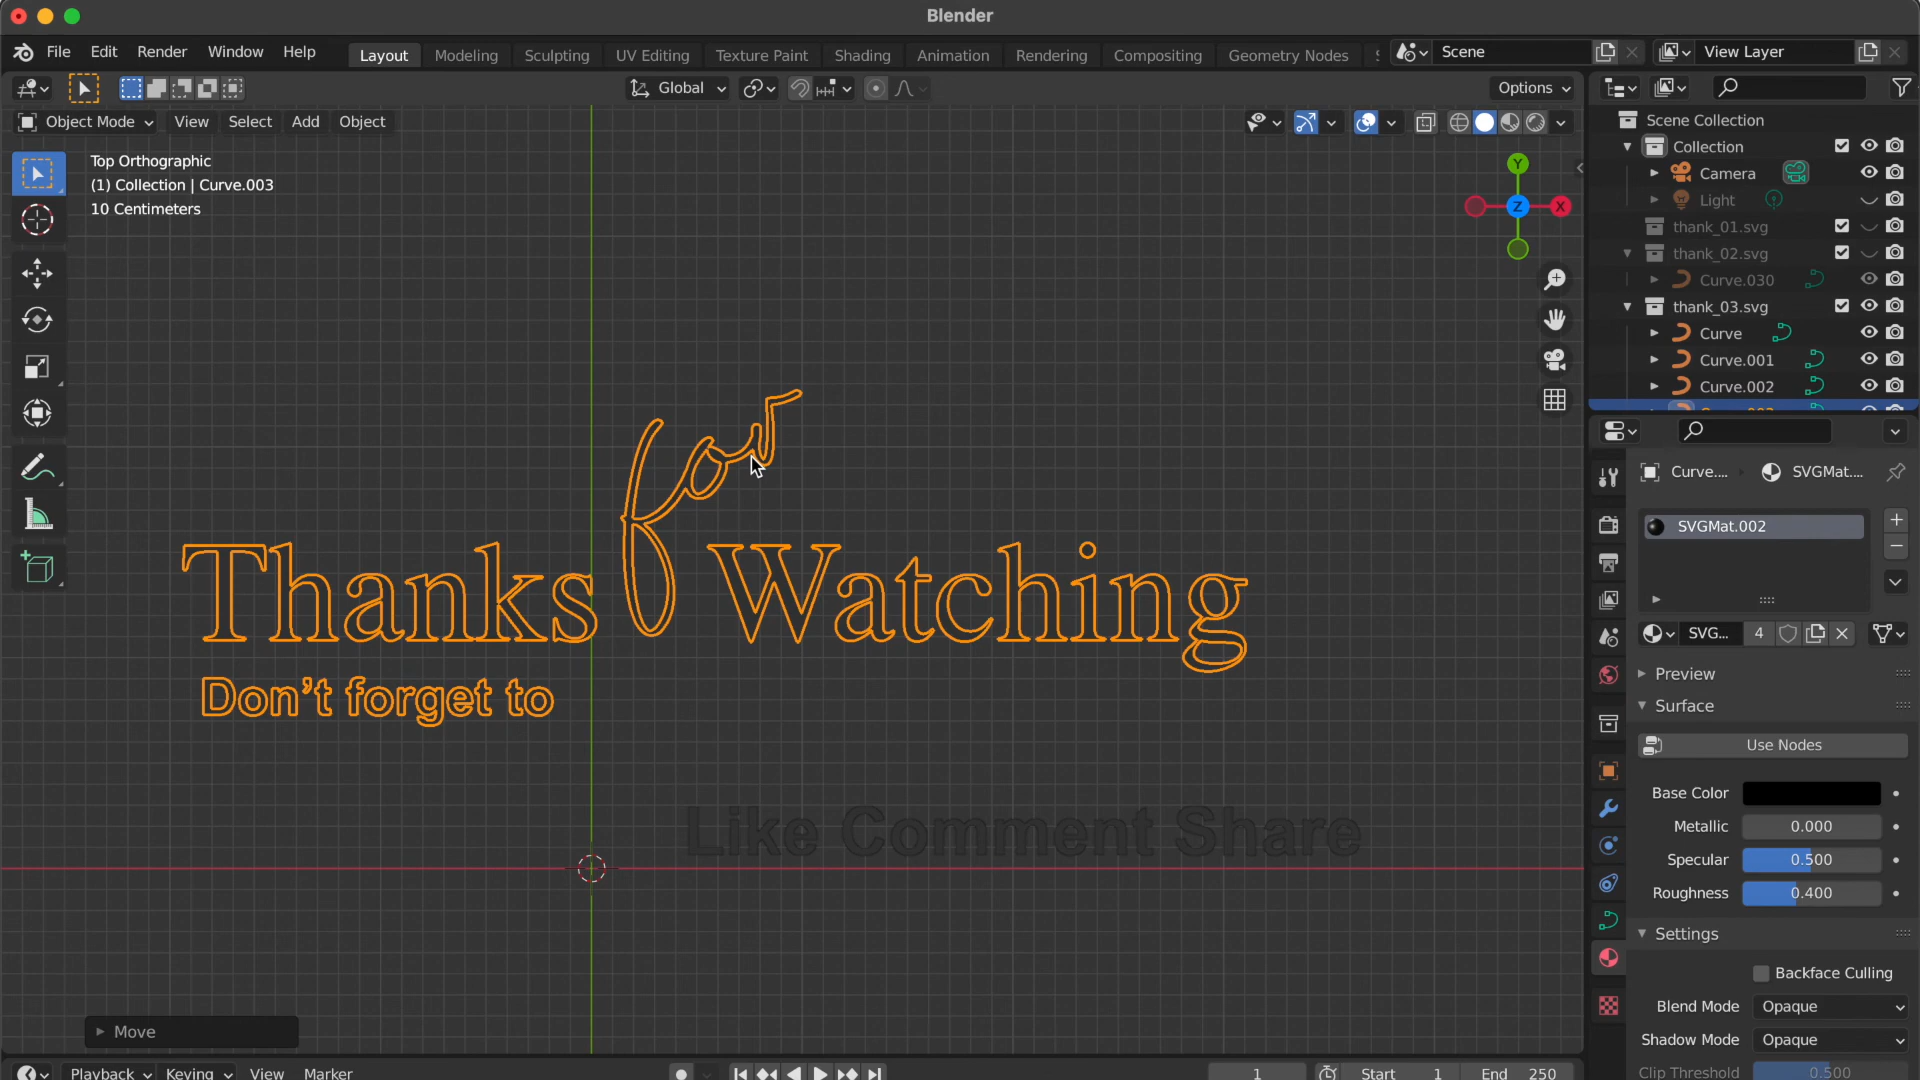 Blender
File Edit Render Window Help
Layout Modeling Sculpting UV Editing Texture Paint Shading Animation Rendering Compositing Geometry Nodes
Scene
View Layer
Global
Options
Object Mode View Select Add Object
Top Orthographic
(1) Collection | Curve.003
10 Centimeters
Y
Z X
for
Thanks Watching
Don't forget to
Like Comment Share
Move
Playback Keying View Marker
1 Start 1 End 250
Scene Collection
Collection
Camera
Light
thank_01.svg
thank_02.svg
Curve.030
thank_03.svg
Curve
Curve.001
Curve.002
Curve.... SVGMat....
SVGMat.002
SVG... 4
Preview
Surface
Use Nodes
Base Color
Metallic 0.000
Specular 0.500
Roughness 0.400
Settings
Backface Culling
Blend Mode Opaque
Shadow Mode Opaque
Clip Threshold 0.500